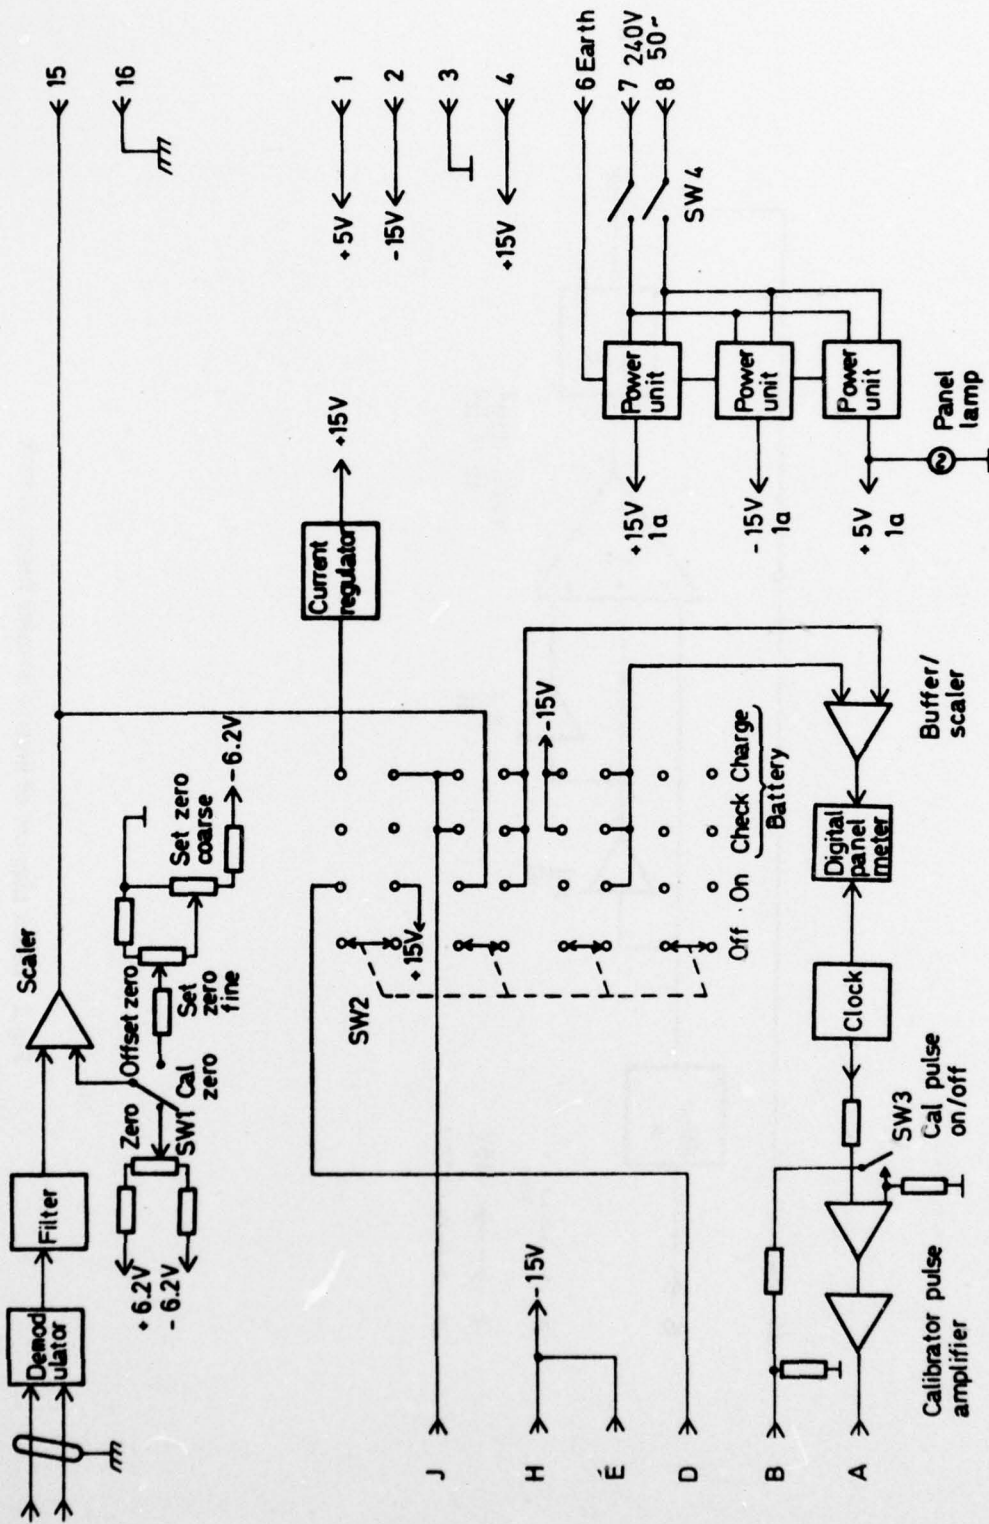 15
16
Scaler
Offset zero
Zero
SW1
Cal
zero
Set
zero
fine
Set zero
coarse
-6.2V
+6.2V
-6.2V
Filter
Demod
ulator
1
2
3
4
+5V
-15V
+15V
6 Earth
7 240V
8 50~
SW4
Power
unit
Power
unit
Power
unit
+15V
1a
-15V
1a
+5V
1a
Panel
lamp
Current
regulator
+15V
SW2
+15V
-15V
Off · On Check Charge
Battery
Buffer/
scaler
Digital
panel
meter
Clock
SW3
Cal pulse
on/off
Calibrator pulse
amplifier
-15V
J
H
E
D
B
A